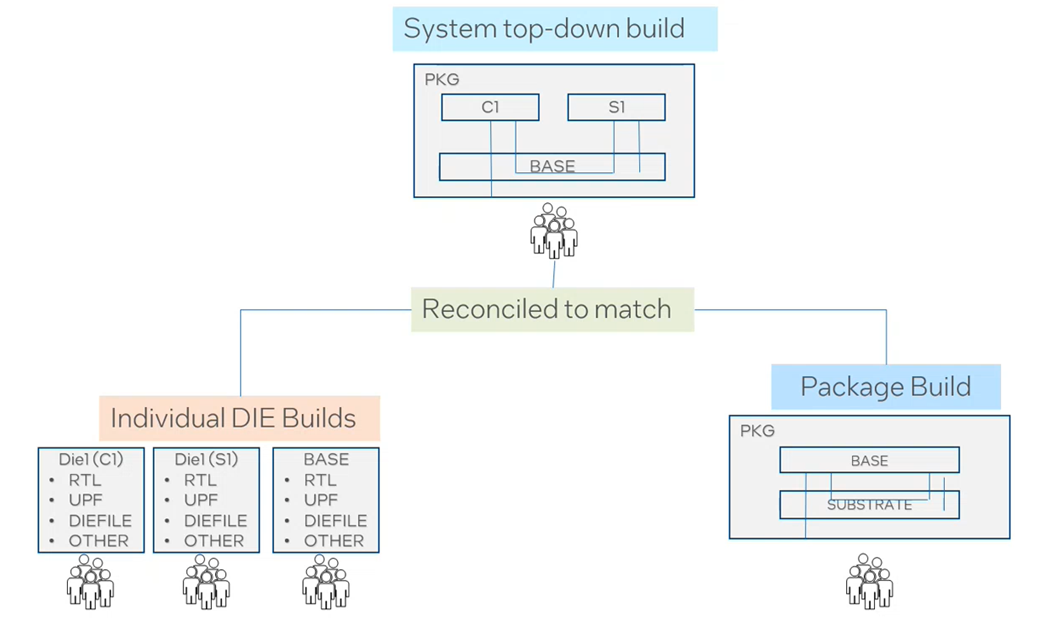 System top-down build
PKG
C1
S1
BASE
Reconciled to match
Package Build
Individual DIE Builds
PKG
BASE
SUBSTRATE
Die1 (C1)
• RTL
• UPF
• DIEFILE
• OTHER
Die1 (S1)
• RTL
• UPF
• DIEFILE
• OTHER
BASE
• RTL
• UPF
• DIEFILE
• OTHER